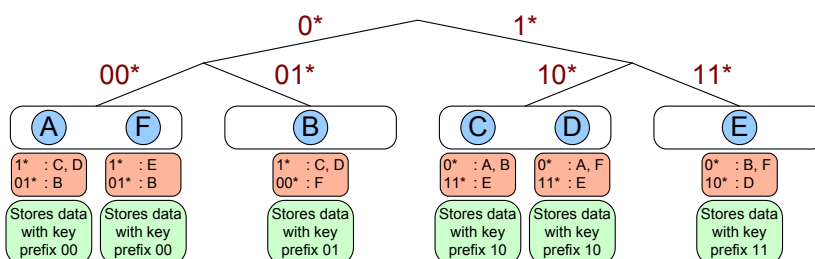 0* 1*
00* 01* 10* 11*
A F B C D E
1* : C, D
01* : B
1* : E
01* : B
1* : C, D
00* : F
0* : A, B
11* : E
0* : A, F
11* : E
0* : B, F
10* : D
Stores data
with key
prefix 00
Stores data
with key
prefix 00
Stores data
with key
prefix 01
Stores data
with key
prefix 10
Stores data
with key
prefix 10
Stores data
with key
prefix 11